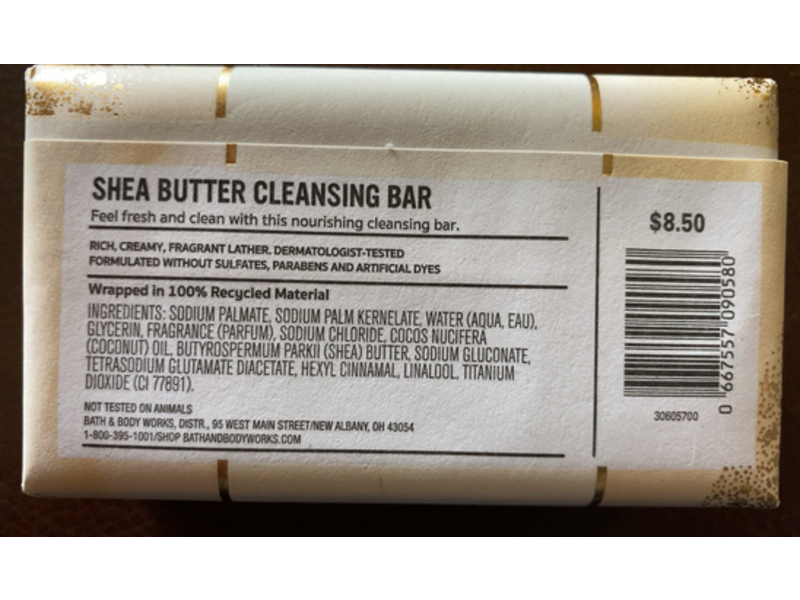 SHEA BUTTER CLEANSING BAR
Feel fresh and clean with this nourishing cleansing bar.
RICH, CREAMY, FRAGRANT LATHER. DERMATOLOGIST-TESTED
FORMULATED WITHOUT SULFATES, PARABENS AND ARTIFICIAL DYES
Wrapped in 100% Recycled Material
INGREDIENTS: SODIUM PALMATE, SODIUM PALM KERNELATE, WATER (AQUA, EAU),
GLYCERIN, FRAGRANCE (PARFUM), SODIUM CHLORIDE, COCOS NUCIFERA
(COCONUT) OIL, BUTYROSPERMUM PARKII (SHEA) BUTTER, SODIUM GLUCONATE,
TETRASODIUM GLUTAMATE DIACETATE, HEXYL CINNAMAL, LINALOOL, TITANIUM
DIOXIDE (CI 77891).
NOT TESTED ON ANIMALS
BATH & BODY WORKS, DISTR., 95 WEST MAIN STREET/NEW ALBANY, OH 43054
1-800-395-1001/SHOP BATHANDBODYWORKS.COM
$8.50
0 667557 090580
30605700